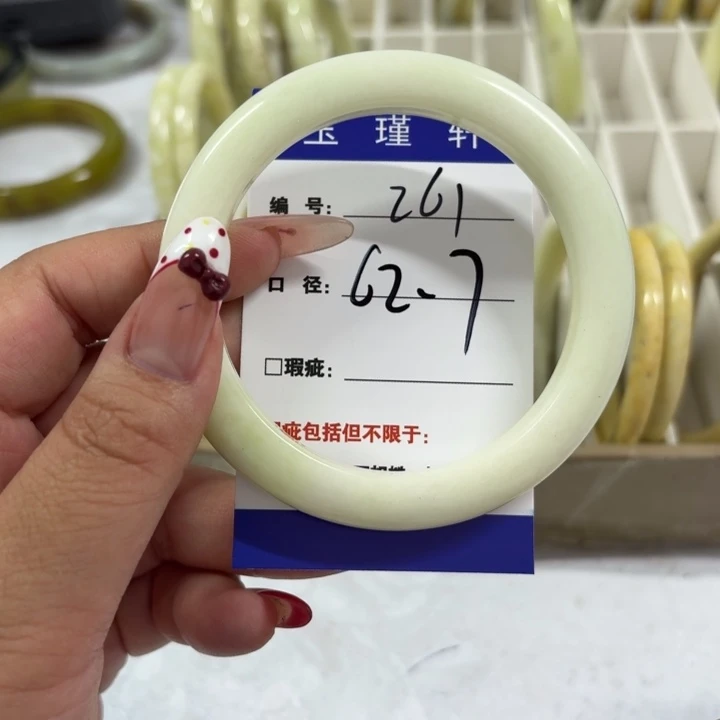 玉 瑾 轩
编 号： 261
口 径： 62-7
□瑕疵：
疵包括但不限于：